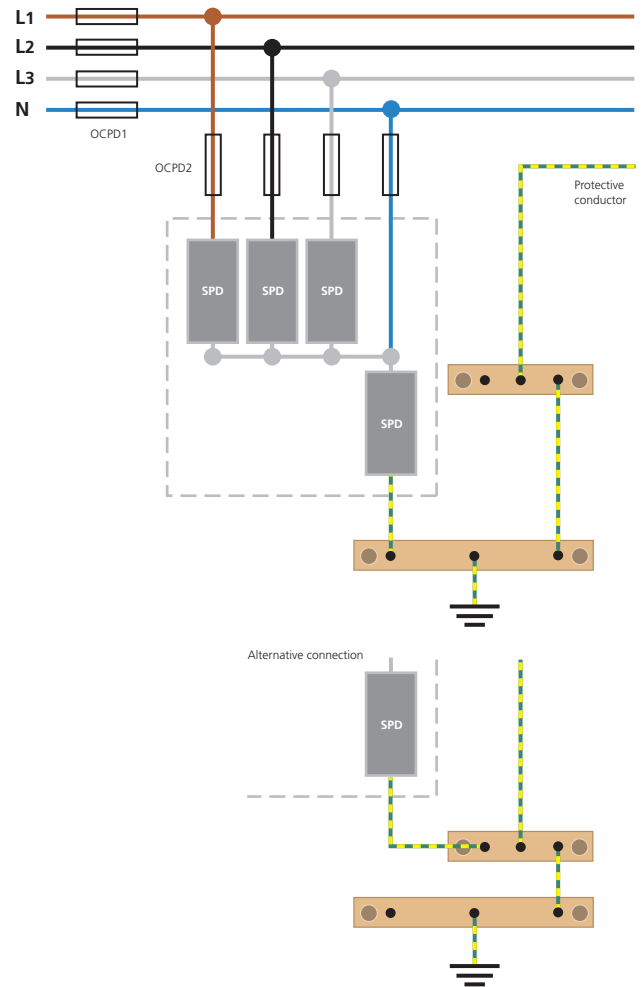 L1
L2
L3
N
OCPD1
OCPD2
Protective
conductor
SPD SPD SPD
SPD
Alternative connection
SPD